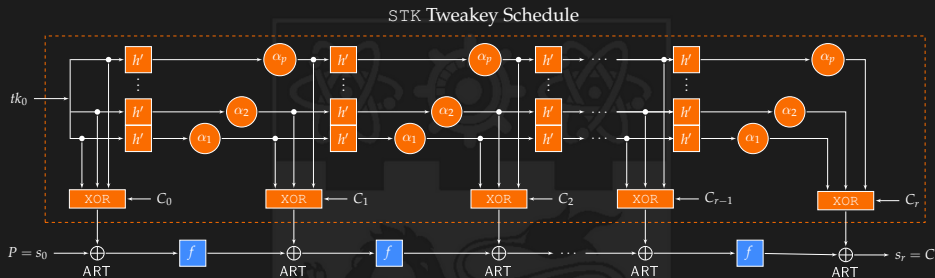 STK Tweakey Schedule
h′ αp h′ αp h′ ··· h′ αp
⋮ ⋮ ⋮ ⋮
tk0
h′ α2 h′ α2 h′ ··· h′ α2
h′ α1 h′ α1 h′ ··· h′ α1
XOR C0 XOR C1 XOR C2 XOR Cr−1 XOR Cr
P = s0 f f ··· f sr = C
ART ART ART ART ART